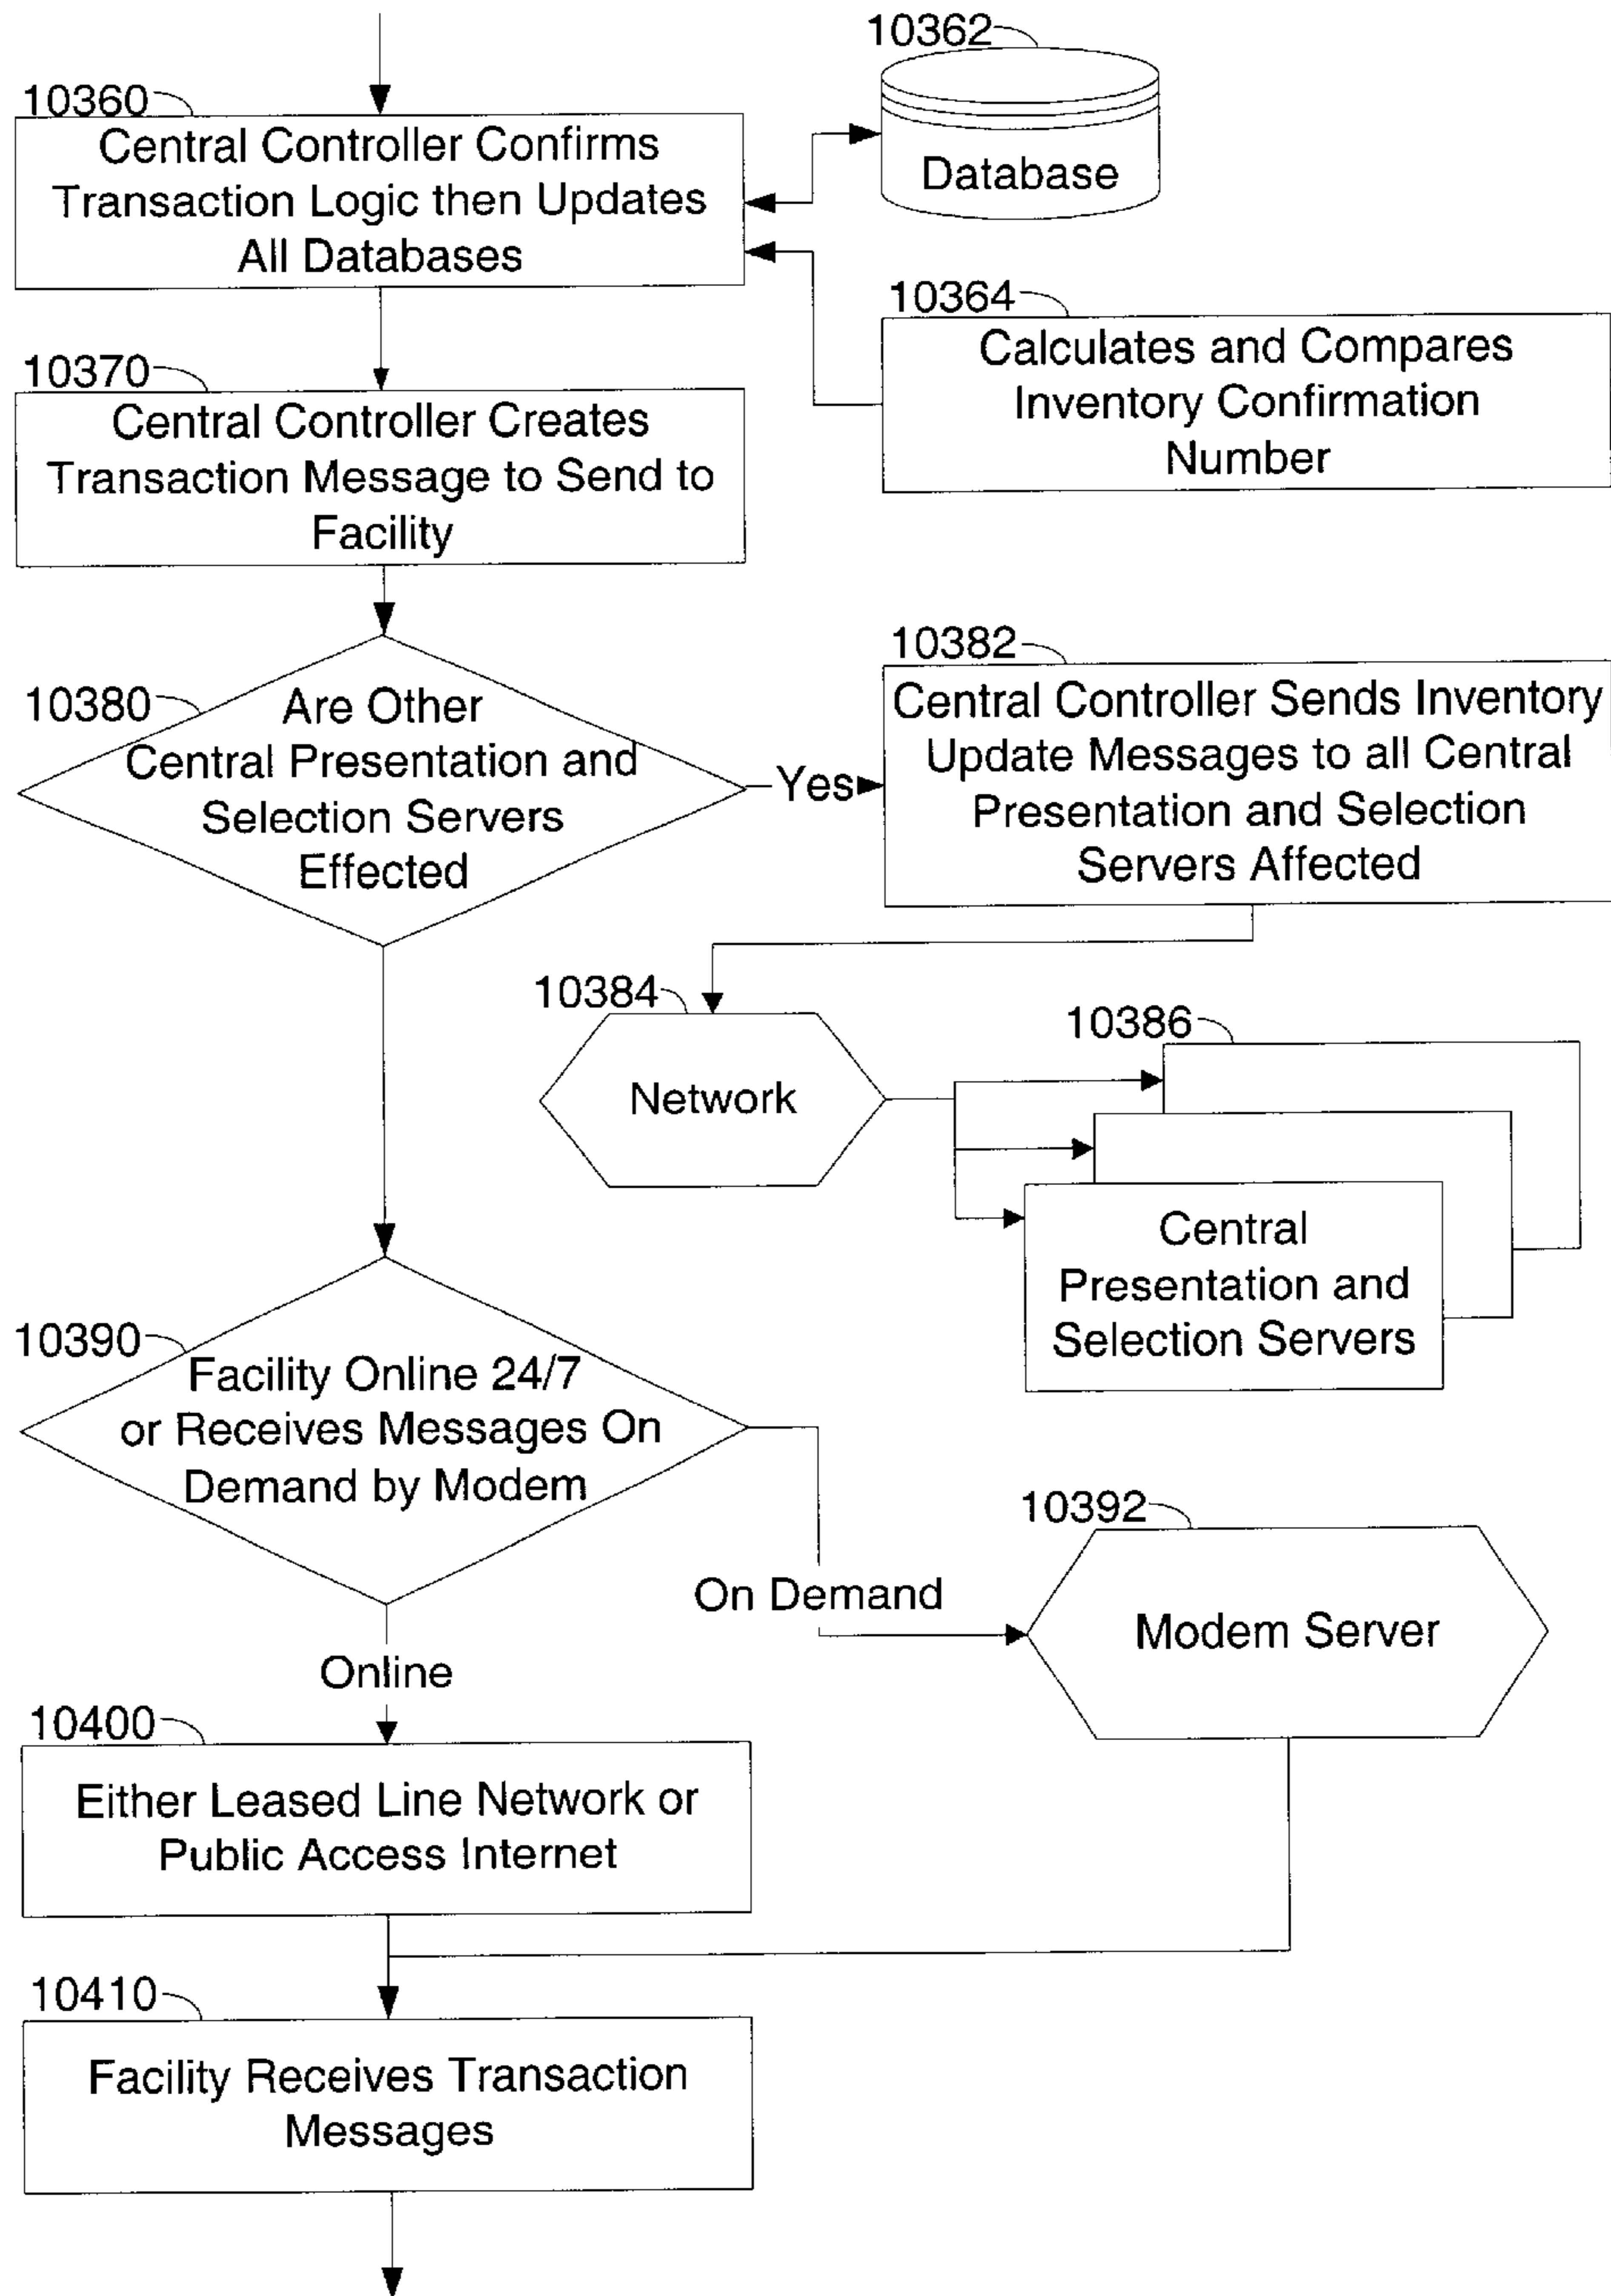 10362
Database
10360
Central Controller Confirms
Transaction Logic then Updates
All Databases
10364
Calculates and Compares
Inventory Confirmation
Number
10370
Central Controller Creates
Transaction Message to Send to
Facility
10380
Are Other
Central Presentation and
Selection Servers
Effected
Yes
10382
Central Controller Sends Inventory
Update Messages to all Central
Presentation and Selection
Servers Affected
10384
Network
10386
Central
Presentation and
Selection Servers
10390
Facility Online 24/7
or Receives Messages On
Demand by Modem
On Demand
10392
Modem Server
Online
10400
Either Leased Line Network or
Public Access Internet
10410
Facility Receives Transaction
Messages